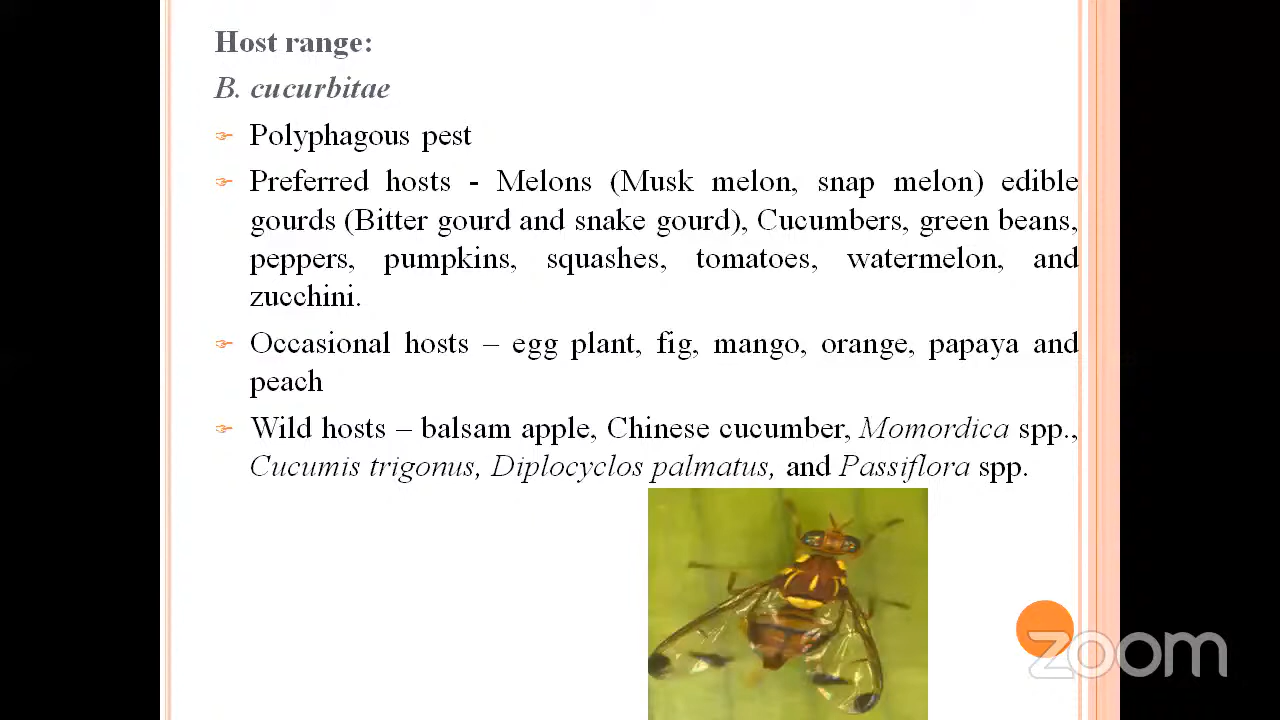 Host range:
B. cucurbitae
Polyphagous pest
Preferred hosts - Melons (Musk melon, snap melon) edible
gourds (Bitter gourd and snake gourd), Cucumbers, green beans,
peppers, pumpkins, squashes, tomatoes, watermelon, and
zucchini.
Occasional hosts – egg plant, fig, mango, orange, papaya and
peach
Wild hosts – balsam apple, Chinese cucumber, Momordica spp.,
Cucumis trigonus, Diplocyclos palmatus, and Passiflora spp.
zoom